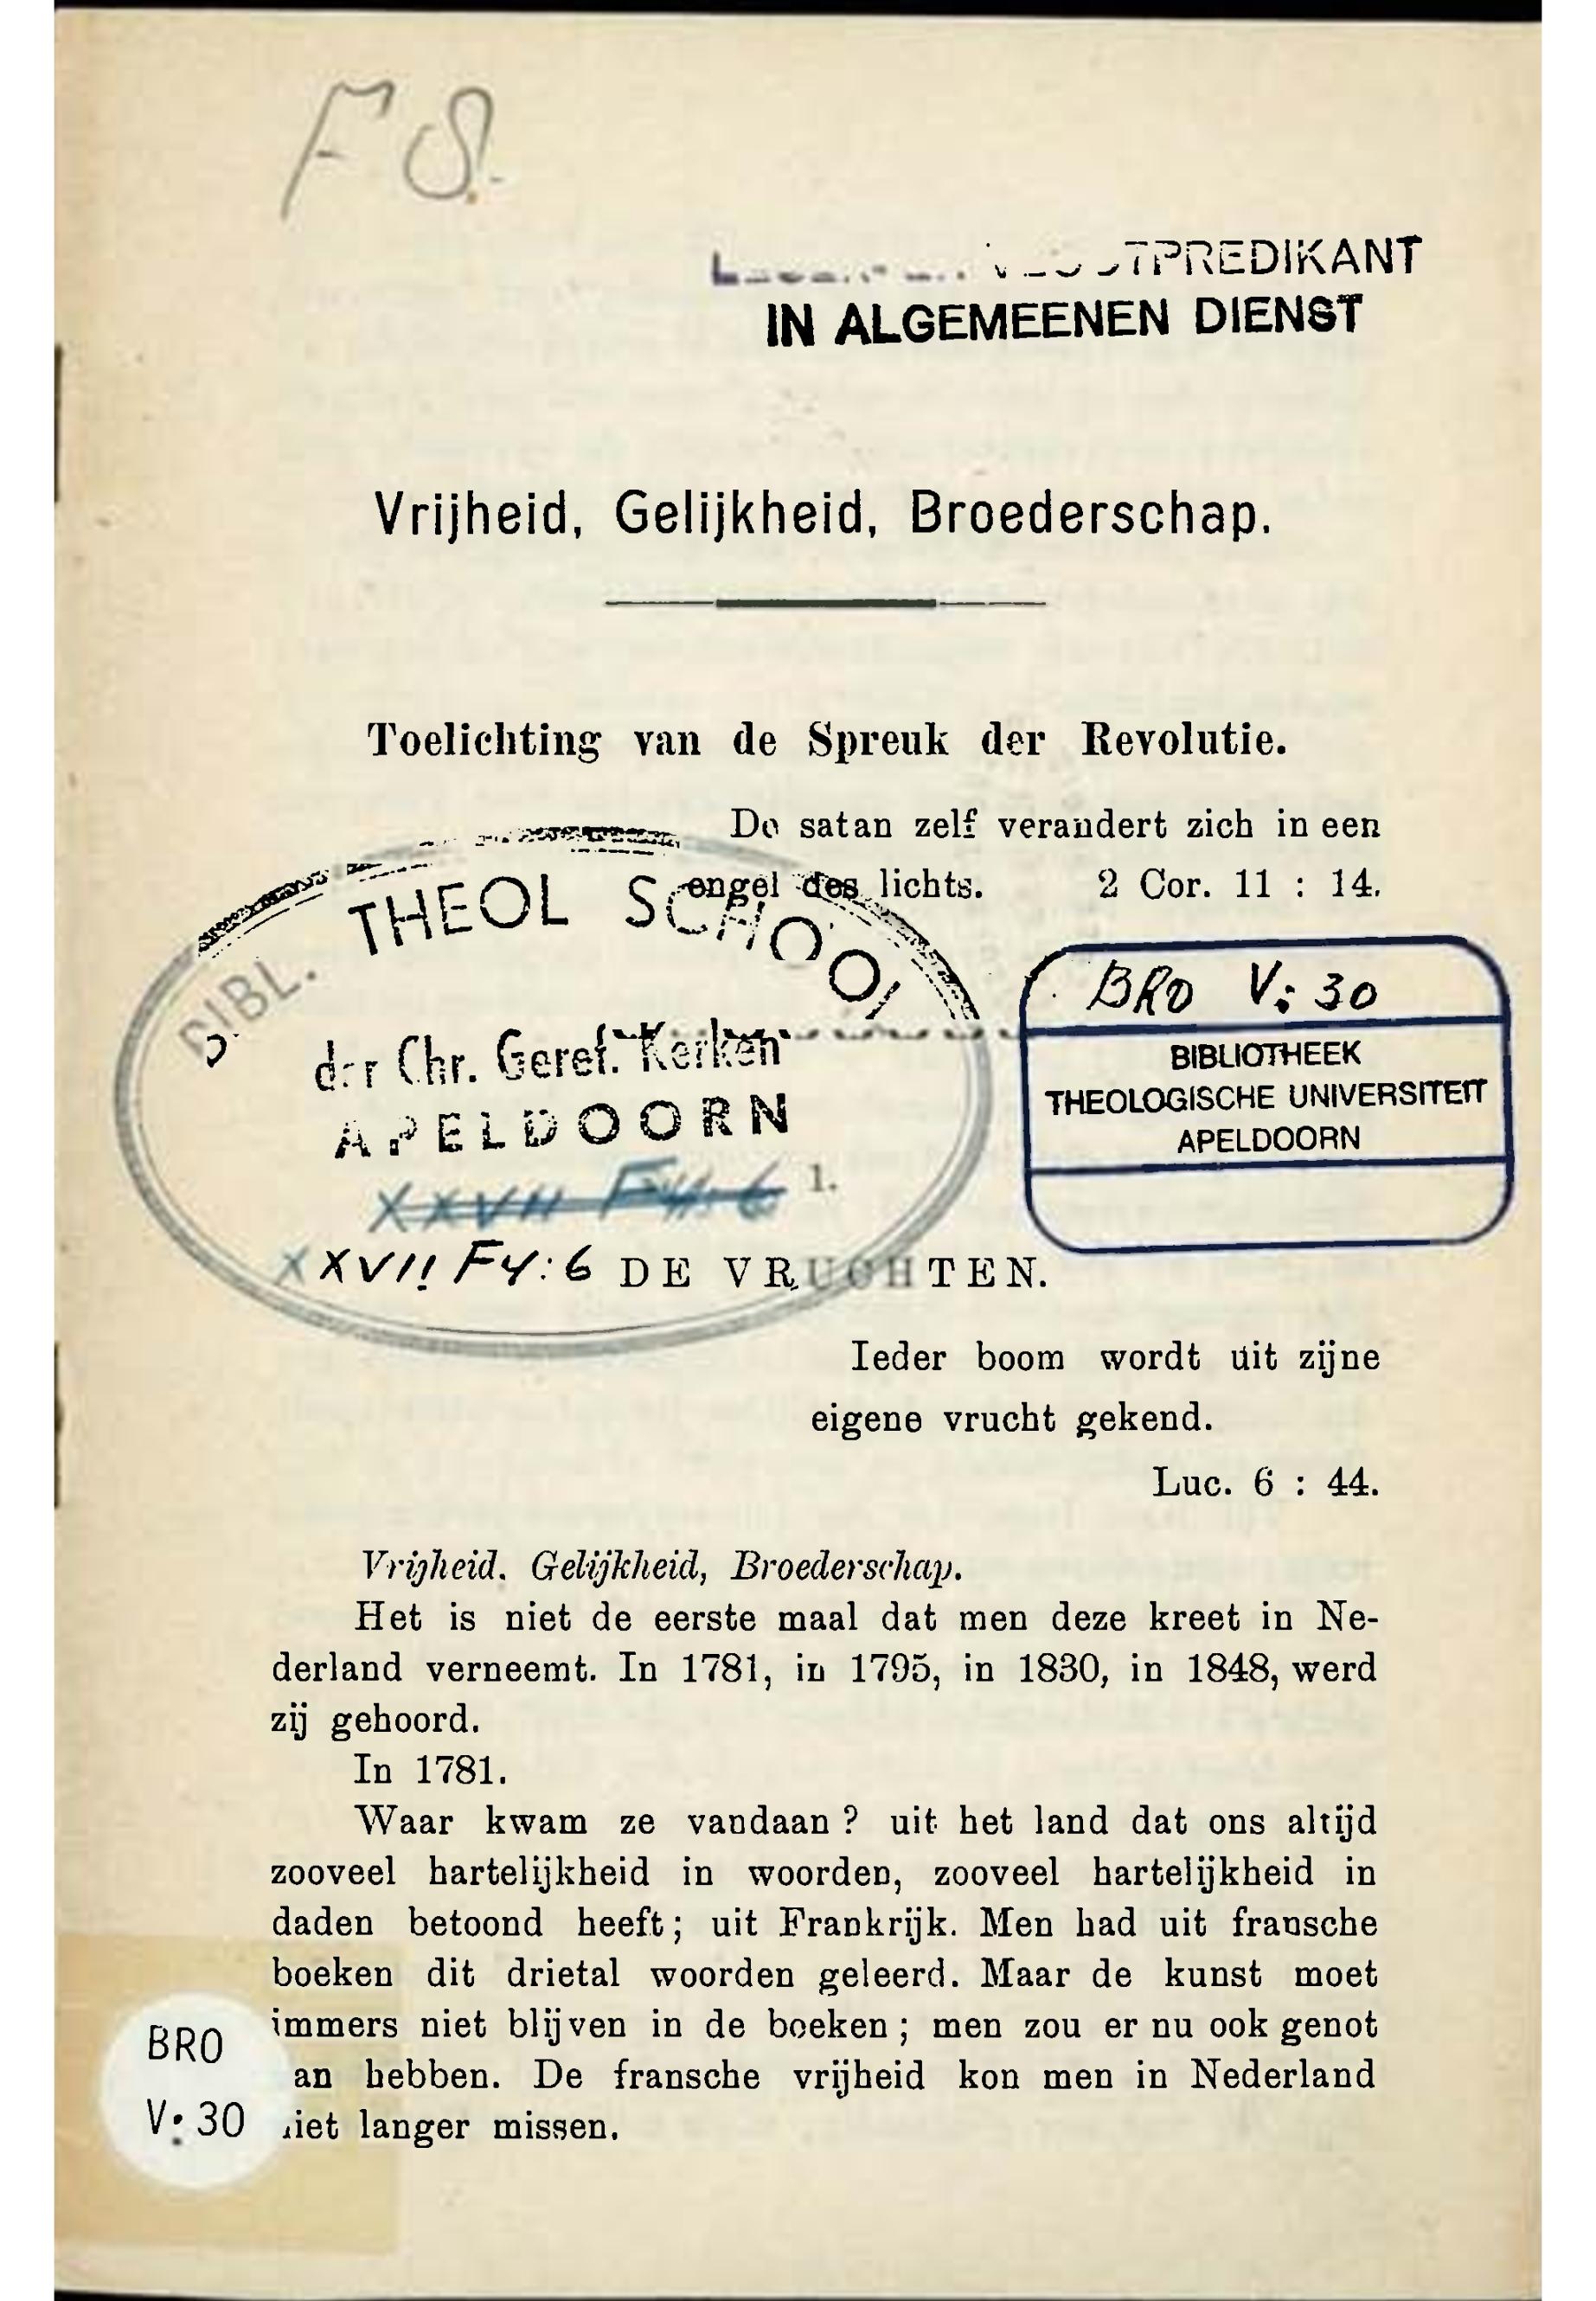 F 8.
IN ALGEMEENEN DIENST
Vrijheid, Gelijkheid, Broederschap.
Toelichting van de Spreuk der Revolutie.
De satan zelf verandert zich in een
engel des lichts. 2 Cor. 11 : 14.
BIBL. THEOL SCHOOL
der Chr. Geref. Kerken
APELDOORN
XXVII F4:6
BRO V: 30
BIBLIOTHEEK
THEOLOGISCHE UNIVERSITEIT
APELDOORN
1.
XXVII F4:6
DE VRUCHTEN.
Ieder boom wordt uit zijne
eigene vrucht gekend.
Luc. 6 : 44.
Vrijheid. Gelijkheid, Broederschap.
Het is niet de eerste maal dat men deze kreet in Ne-
derland verneemt. In 1781, in 1795, in 1830, in 1848, werd
zij gehoord.
In 1781.
Waar kwam ze vandaan? uit het land dat ons altijd
zooveel hartelijkheid in woorden, zooveel hartelijkheid in
daden betoond heeft; uit Frankrijk. Men had uit fransche
boeken dit drietal woorden geleerd. Maar de kunst moet
immers niet blijven in de boeken; men zou er nu ook genot
an hebben. De fransche vrijheid kon men in Nederland
iet langer missen.
BRO
V: 30